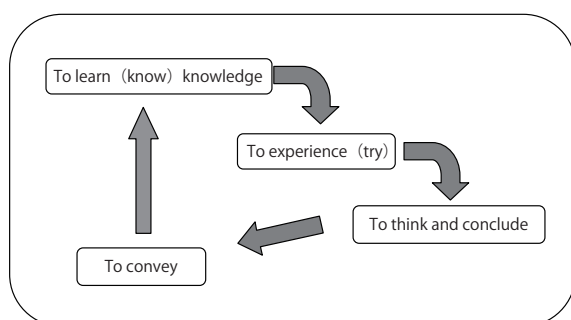 To learn（know）knowledge
To experience（try）
To think and conclude
To convey